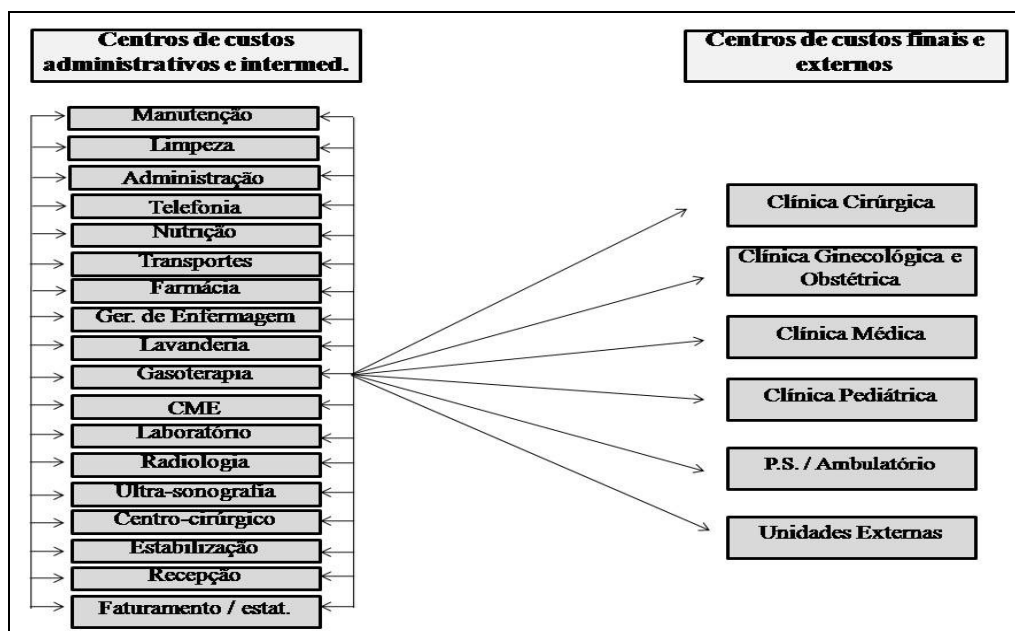 Centros de custos
administrativos e intermed.
Manutenção
Limpeza
Administração
Telefonia
Nutrição
Transportes
Farmácia
Ger. de Enfermagem
Lavanderia
Gasoterapia
CME
Laboratório
Radiologia
Ultra-sonografia
Centro-cirúrgico
Estabilização
Recepção
Faturamento / estat.
Centros de custos finais e
externos
Clínica Cirúrgica
Clínica Ginecológica e
Obstétrica
Clínica Médica
Clínica Pediátrica
P.S. / Ambulatório
Unidades Externas